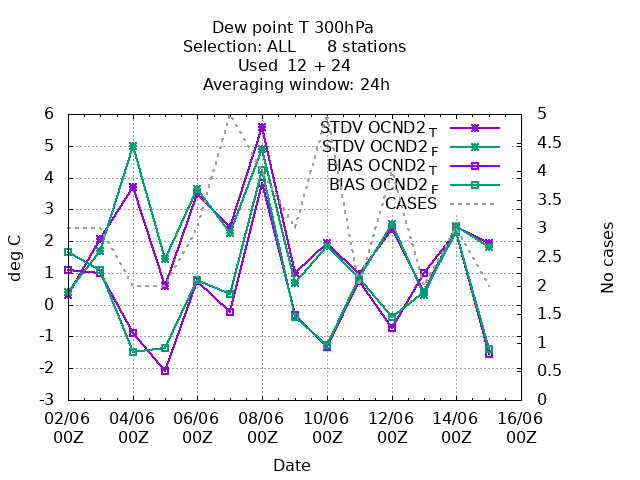 Dew point T 300hPa
Selection: ALL 8 stations
Used 12 + 24
Averaging window: 24h
STDV OCND2 T
STDV OCND2 F
BIAS OCND2 T
BIAS OCND2 F
CASES
deg C
6
5
4
3
2
1
0
-1
-2
-3
5
4.5
4
3.5
3
2.5
2
1.5
1
0.5
0
No cases
02/06 04/06 06/06 08/06 10/06 12/06 14/06 16/06
00Z 00Z 00Z 00Z 00Z 00Z 00Z 00Z
Date